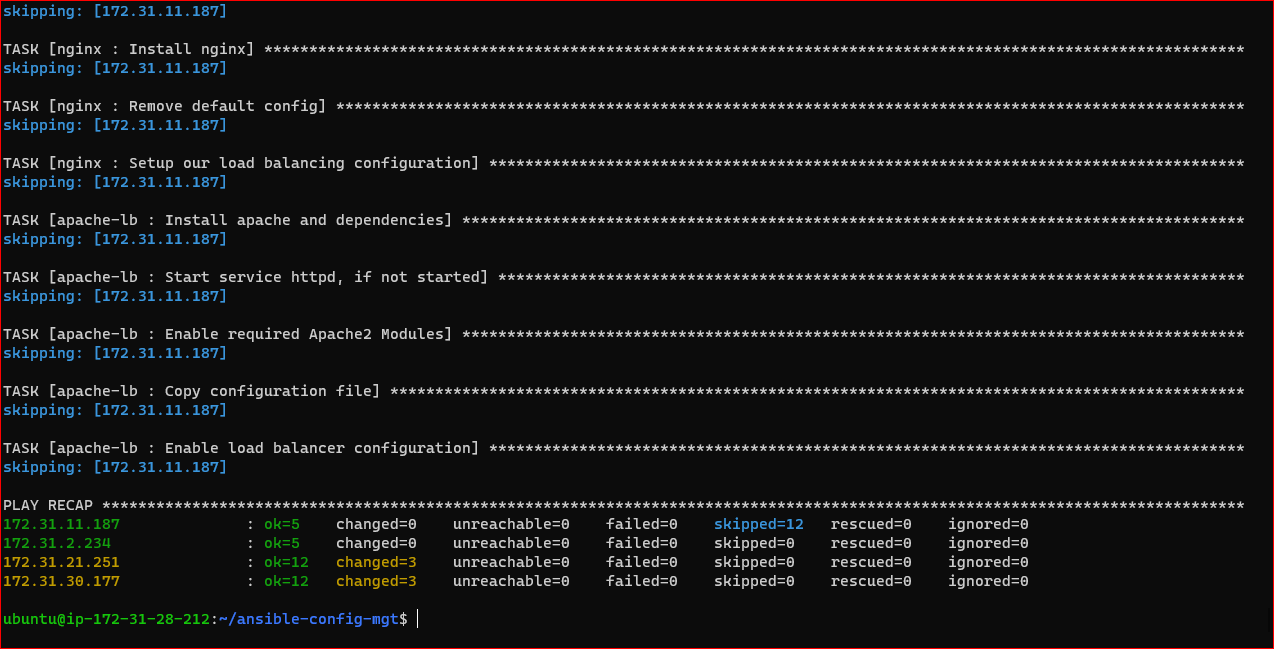 skipping: [172.31.11.187]
TASK [nginx : Install nginx] *************************************************************************************************************
skipping: [172.31.11.187]
TASK [nginx : Remove default config] *****************************************************************************************************
skipping: [172.31.11.187]
TASK [nginx : Setup our load balancing configuration] ************************************************************************************
skipping: [172.31.11.187]
TASK [apache-lb : Install apache and dependencies] ***************************************************************************************
skipping: [172.31.11.187]
TASK [apache-lb : Start service httpd, if not started] ***********************************************************************************
skipping: [172.31.11.187]
TASK [apache-lb : Enable required Apache2 Modules] ***************************************************************************************
skipping: [172.31.11.187]
TASK [apache-lb : Copy configuration file] ***********************************************************************************************
skipping: [172.31.11.187]
TASK [apache-lb : Enable load balancer configuration] ************************************************************************************
skipping: [172.31.11.187]
PLAY RECAP *******************************************************************************************************************************
172.31.11.187              : ok=5    changed=0    unreachable=0    failed=0    skipped=12   rescued=0    ignored=0
172.31.2.234               : ok=5    changed=0    unreachable=0    failed=0    skipped=0    rescued=0    ignored=0
172.31.21.251              : ok=12   changed=3    unreachable=0    failed=0    skipped=0    rescued=0    ignored=0
172.31.30.177              : ok=12   changed=3    unreachable=0    failed=0    skipped=0    rescued=0    ignored=0
ubuntu@ip-172-31-28-212:~/ansible-config-mgt$